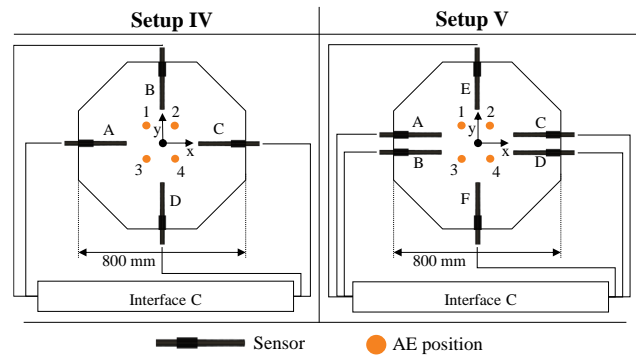 Setup IV
Setup V
B
1
2
A
y
C
x
3
4
D
800 mm
Interface C
E
1
2
A
y
C
x
B
D
3
4
F
800 mm
Interface C
Sensor
AE position